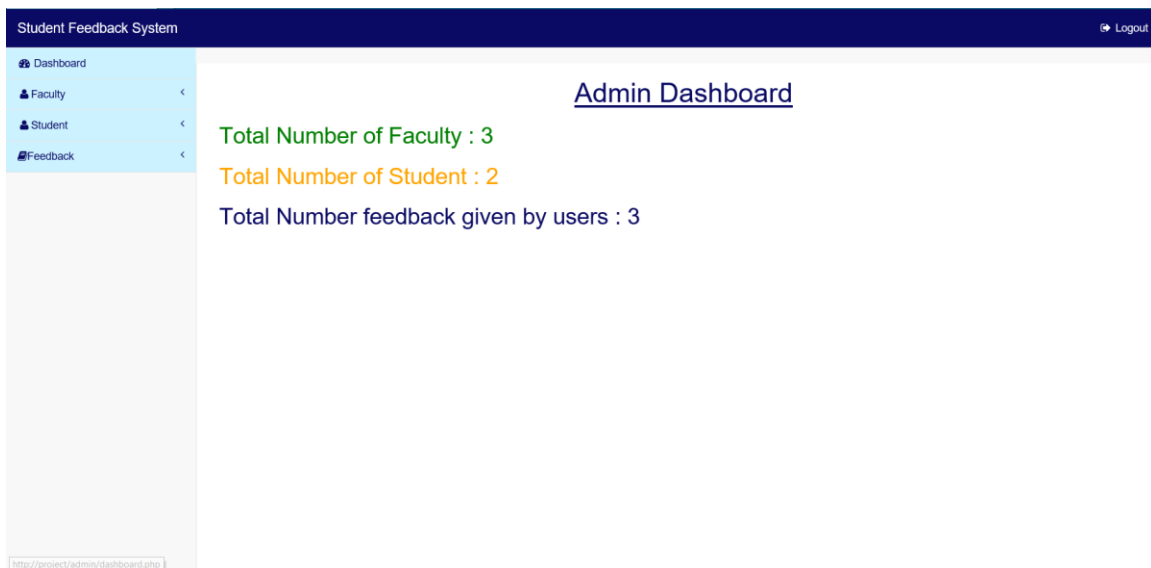 Student Feedback System
Logout
Dashboard
Faculty
Student
Feedback
Admin Dashboard
Total Number of Faculty : 3
Total Number of Student : 2
Total Number feedback given by users : 3
http://project/admin/dashboard.php